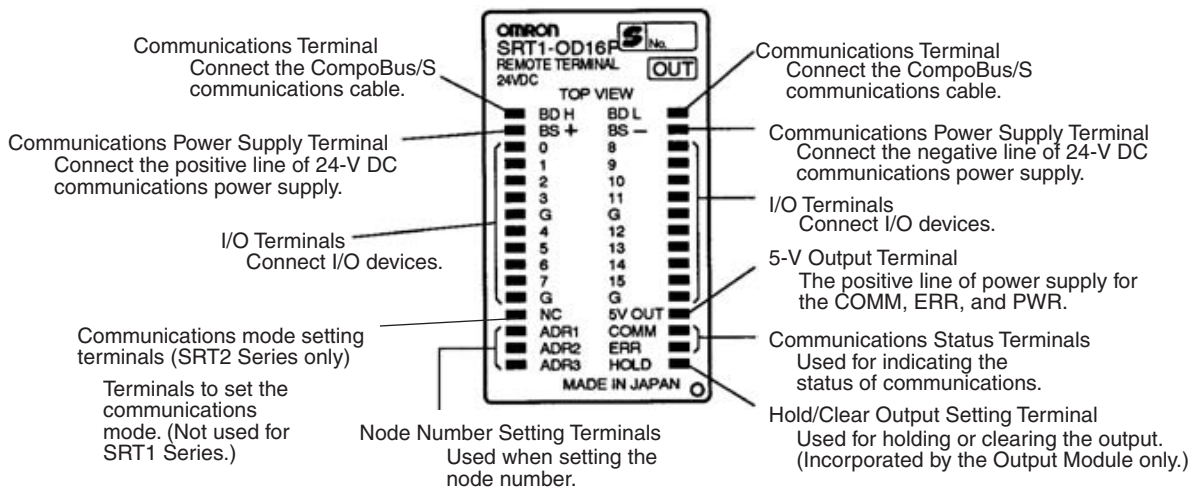 OMRON
SRT1-OD16P
S No.
REMOTE TERMINAL
24VDC
OUT
TOP VIEW
BD H BD L
BS + BS −
0 8
1 9
2 10
3 11
G G
4 12
5 13
6 14
7 15
G G
NC 5V OUT
ADR1 COMM
ADR2 ERR
ADR3 HOLD
MADE IN JAPAN
Communications Terminal
Connect the CompoBus/S
communications cable.
Communications Power Supply Terminal
Connect the positive line of 24-V DC
communications power supply.
I/O Terminals
Connect I/O devices.
Communications mode setting
terminals (SRT2 Series only)
Terminals to set the
communications
mode. (Not used for
SRT1 Series.)
Node Number Setting Terminals
Used when setting the
node number.
Communications Terminal
Connect the CompoBus/S
communications cable.
Communications Power Supply Terminal
Connect the negative line of 24-V DC
communications power supply.
I/O Terminals
Connect I/O devices.
5-V Output Terminal
The positive line of power supply for
the COMM, ERR, and PWR.
Communications Status Terminals
Used for indicating the
status of communications.
Hold/Clear Output Setting Terminal
Used for holding or clearing the output.
(Incorporated by the Output Module only.)